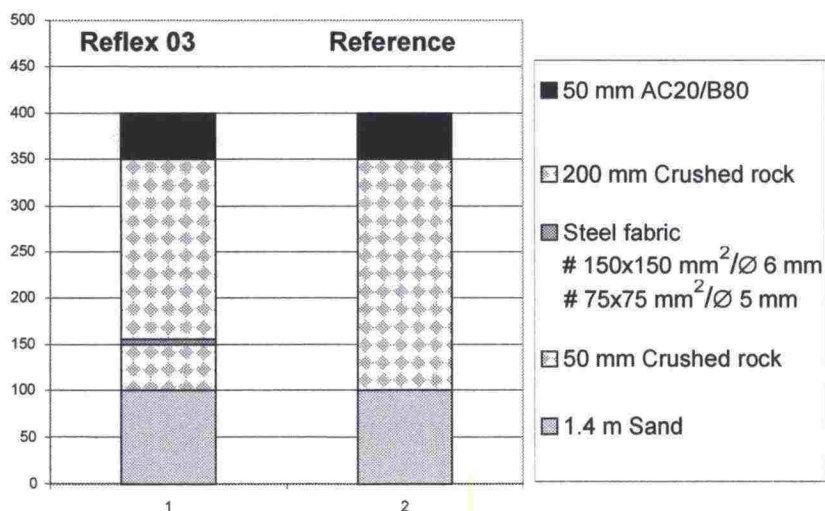 Reflex 03 Reference
500
450
400
350
300
250
200
150
100
50
0
1 2
50 mm AC20/B80
200 mm Crushed rock
Steel fabric
# 150x150 mm²/Ø 6 mm
# 75x75 mm²/Ø 5 mm
50 mm Crushed rock
1.4 m Sand